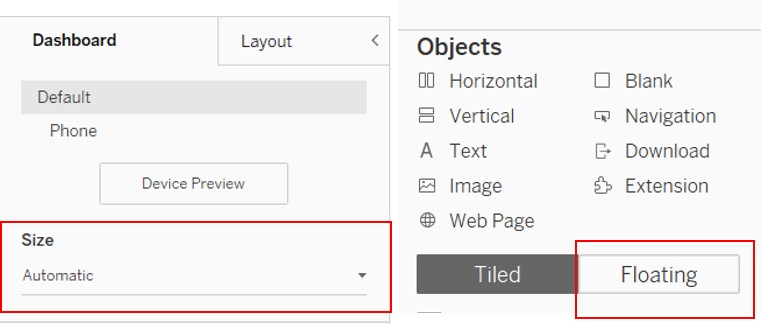 Dashboard
Layout
Default
Phone
Device Preview
Size
Automatic
Objects
Horizontal
Blank
Vertical
Navigation
A Text
Download
Image
Extension
Web Page
Tiled
Floating